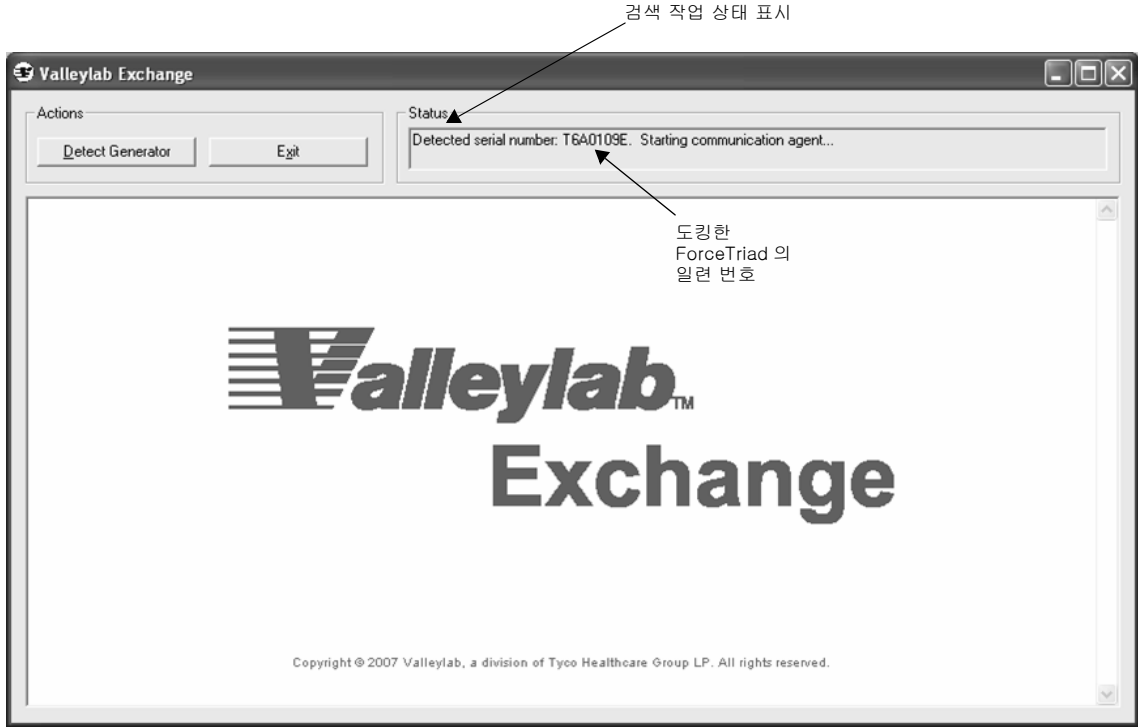 검색 작업 상태 표시
Valleylab Exchange
Actions
Status
Detect Generator
Exit
Detected serial number: T6A0109E. Starting communication agent...
도킹한
ForceTriad 의
일련 번호
Valleylab™
Exchange
Copyright © 2007 Valleylab, a division of Tyco Healthcare Group LP. All rights reserved.